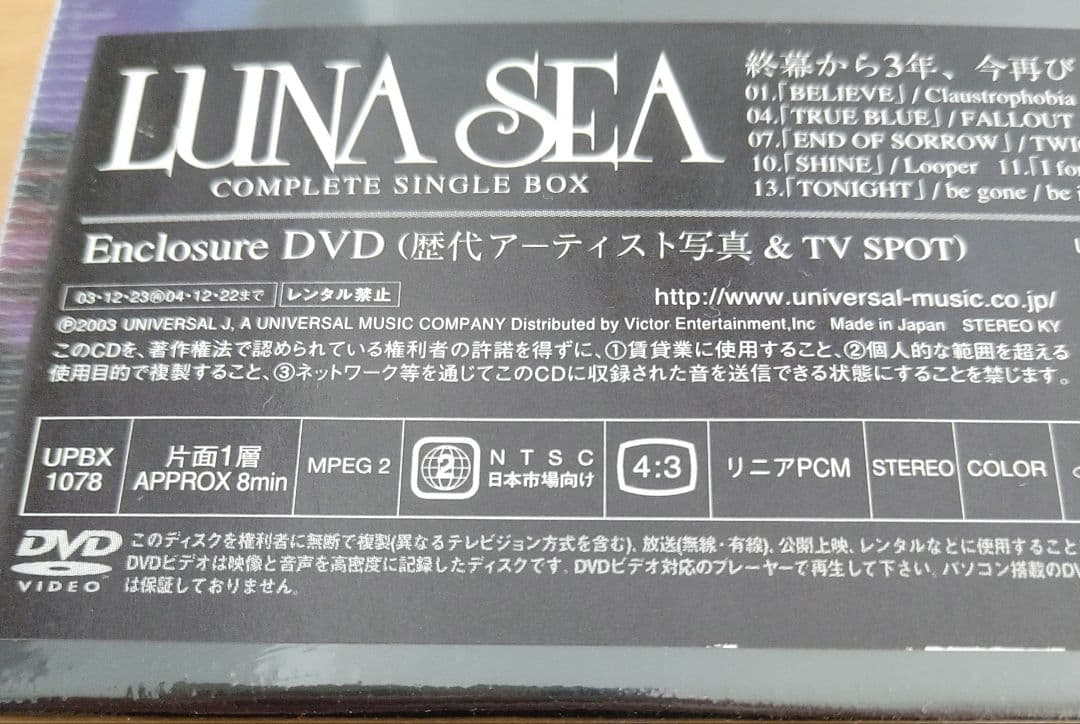 LUNA SEA
COMPLETE SINGLE BOX
終幕から3年、今再び
01.「BELIEVE」/ Claustrophobia
04.「TRUE BLUE」/ FALLOUT
07.「END OF SORROW」/
10.「SHINE」/ Looper 11.
13.「TONIGHT」/ be gone /
Enclosure DVD (歴代アーティスト写真 & TV SPOT)
03・12・23㋐04・12・22まで レンタル禁止
http://www.universal-music.co.jp/
Ⓟ2003 UNIVERSAL J, A UNIVERSAL MUSIC COMPANY Distributed by Victor Entertainment,Inc Made in Japan STEREO KY
このCDを、著作権法で認められている権利者の許諾を得ずに、①賃貸業に使用すること、②個人的な範囲を超える
使用目的で複製すること、③ネットワーク等を通じてこのCDに収録された音を送信できる状態にすることを禁じます。
UPBX
1078
片面1層
APPROX 8min
MPEG 2
2
NTSC
日本市場向け
4:3
リニアPCM
STEREO
COLOR
DVD
VIDEO
このディスクを権利者に無断で複製(異なるテレビジョン方式を含む)、放送(無線・有線)、公開上映、レンタルなとに使用すること
DVDビデオは映像と音声を高密度に記録したディスクです。DVDビデオ対応のプレーヤーで再生して下さい。パソコン搭載のDV
は保証しておりません。